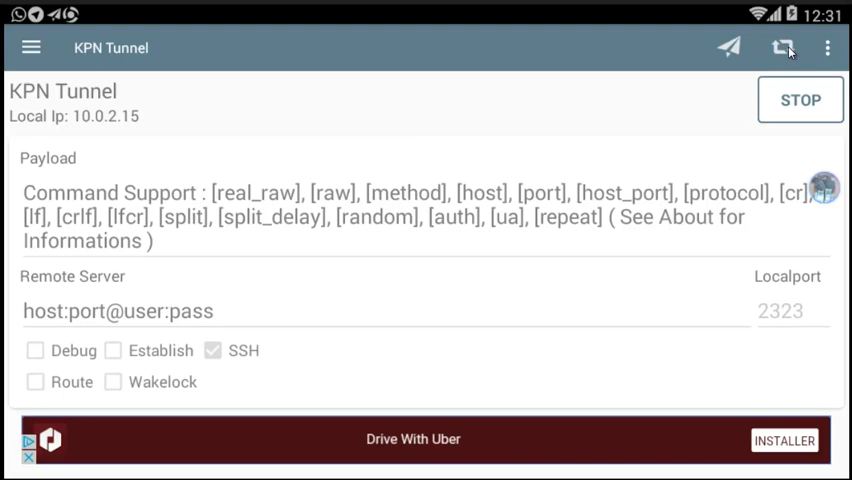 12:31
KPN Tunnel
KPN Tunnel
Local Ip: 10.0.2.15
STOP
Payload
Command Support : [real_raw], [raw], [method], [host], [port], [host_port], [protocol], [cr],
[lf], [crlf], [lfcr], [split], [split_delay], [random], [auth], [ua], [repeat] ( See About for
Informations )
Remote Server
Localport
host:port@user:pass
2323
Debug
Establish
SSH
Route
Wakelock
Drive With Uber
INSTALLER